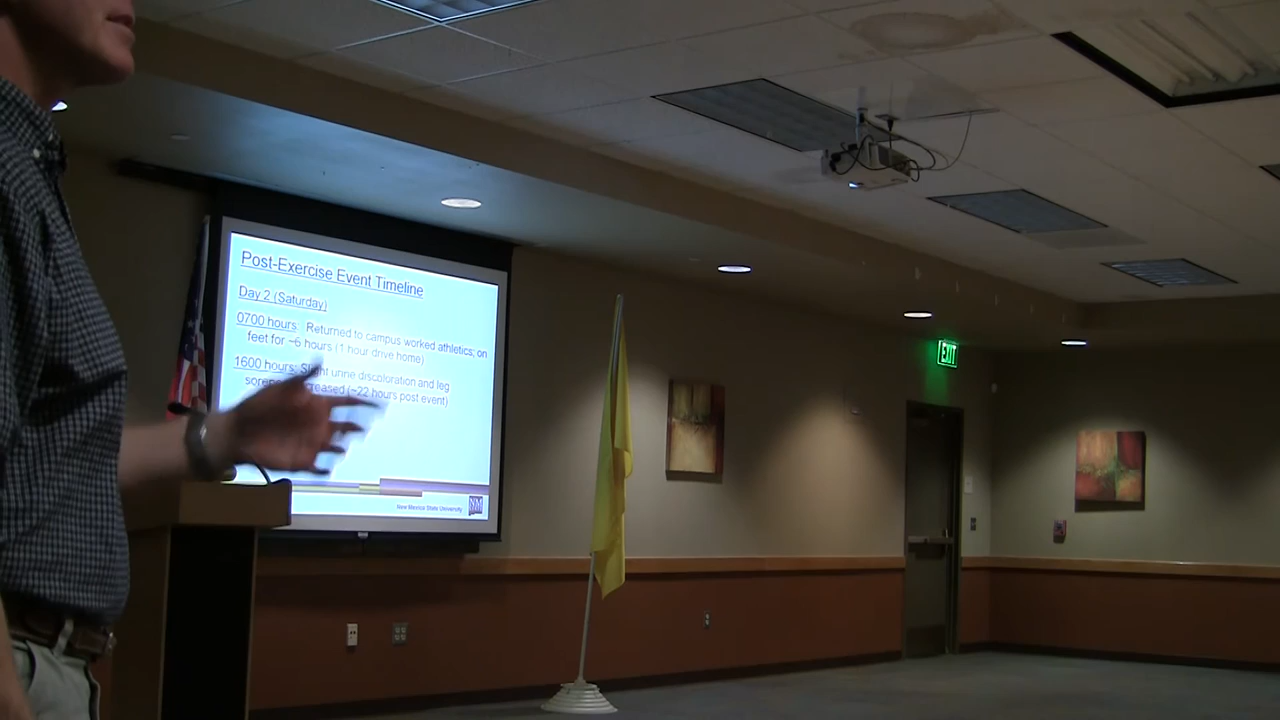 Post-Exercise Event Timeline
Day 2 (Saturday)
0700 hours: Returned to campus worked athletics; on
feet for ~6 hours (1 hour drive home)
1600 hours: Slight urine discoloration and leg
(~22 hours post event)
New Mexico State University
EXIT